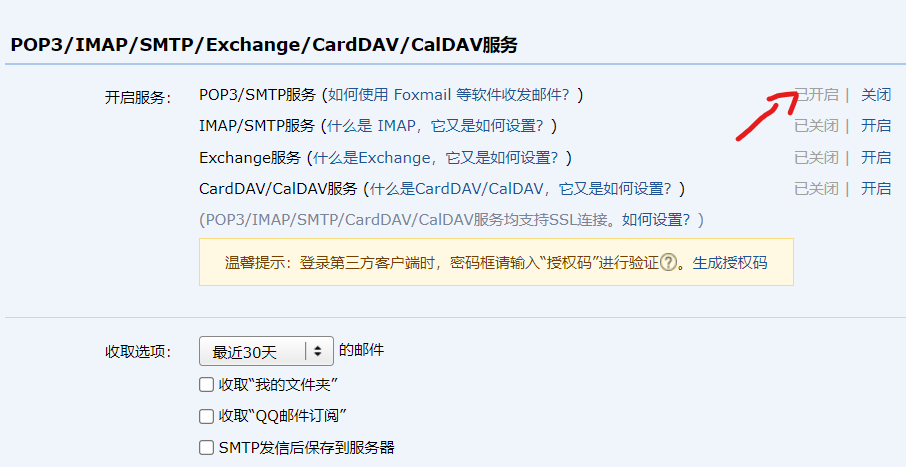 POP3/IMAP/SMTP/Exchange/CardDAV/CalDAV服务
开启服务： POP3/SMTP服务 (如何使用 Foxmail 等软件收发邮件？) 已开启 | 关闭
IMAP/SMTP服务 (什么是 IMAP，它又是如何设置？) 已关闭 | 开启
Exchange服务 (什么是Exchange，它又是如何设置？) 已关闭 | 开启
CardDAV/CalDAV服务 (什么是CardDAV/CalDAV，它又是如何设置？) 已关闭 | 开启
(POP3/IMAP/SMTP/CardDAV/CalDAV服务均支持SSL连接。如何设置？)
温馨提示：登录第三方客户端时，密码框请输入“授权码”进行验证?。生成授权码
收取选项： 最近30天 的邮件
收取“我的文件夹”
收取“QQ邮件订阅”
SMTP发信后保存到服务器